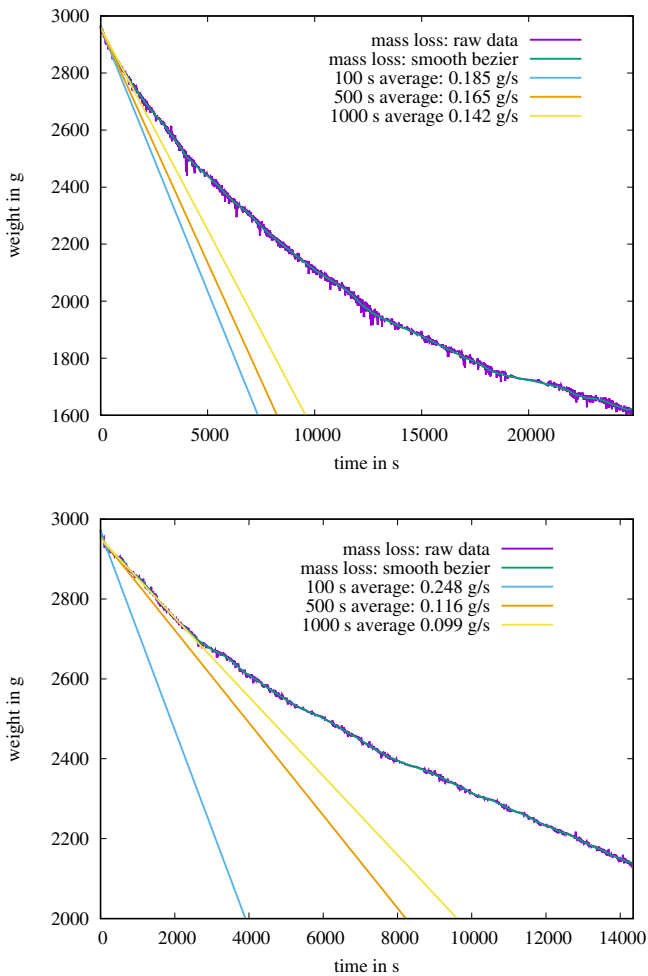 3000
2800
2600
2400
2200
2000
1800
1600
weight in g
mass loss: raw data
mass loss: smooth bezier
100 s average: 0.185 g/s
500 s average: 0.165 g/s
1000 s average 0.142 g/s
0 5000 10000 15000 20000
time in s
3000
2800
2600
2400
2200
2000
weight in g
mass loss: raw data
mass loss: smooth bezier
100 s average: 0.248 g/s
500 s average: 0.116 g/s
1000 s average 0.099 g/s
0 2000 4000 6000 8000 10000 12000 14000
time in s